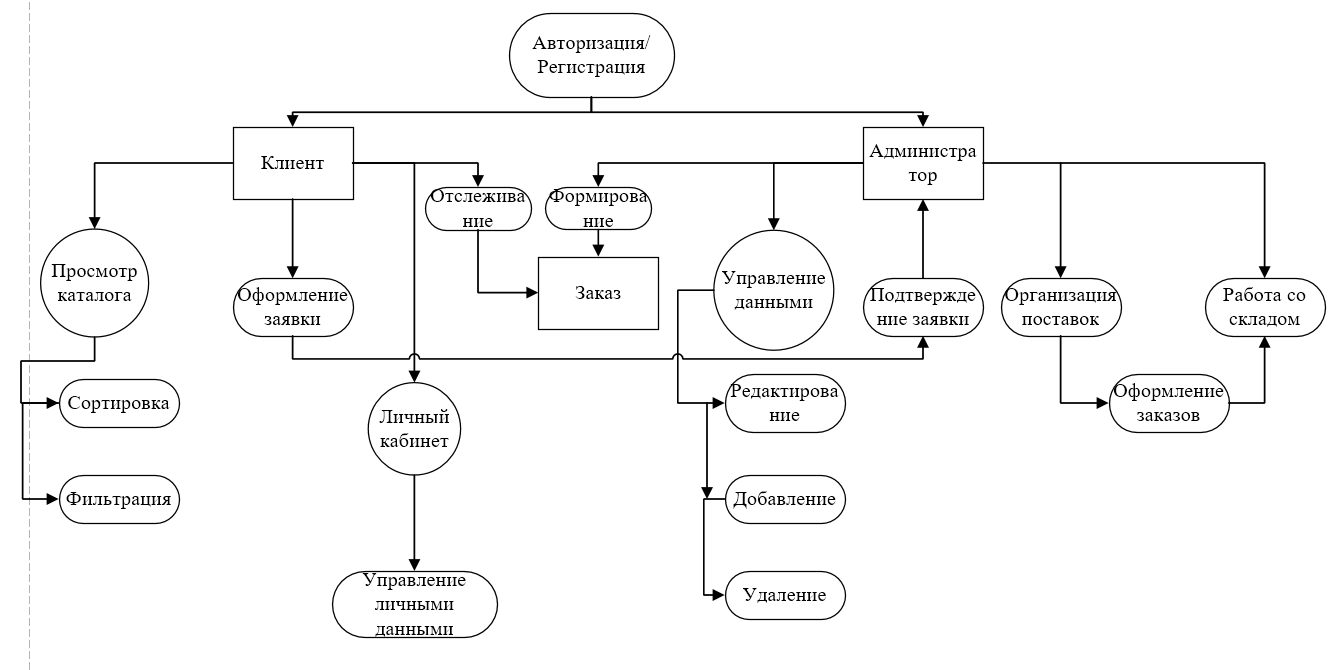 Авторизация/
Регистрация
Клиент
Администра
тор
Отслежива
ние
Формирова
ние
Просмотр
каталога
Оформление
заявки
Заказ
Управление
данными
Подтвержде
ние заявки
Организация
поставок
Работа со
складом
Сортировка
Личный
кабинет
Редактирова
ние
Оформление
заказов
Фильтрация
Добавление
Управление
личными
данными
Удаление